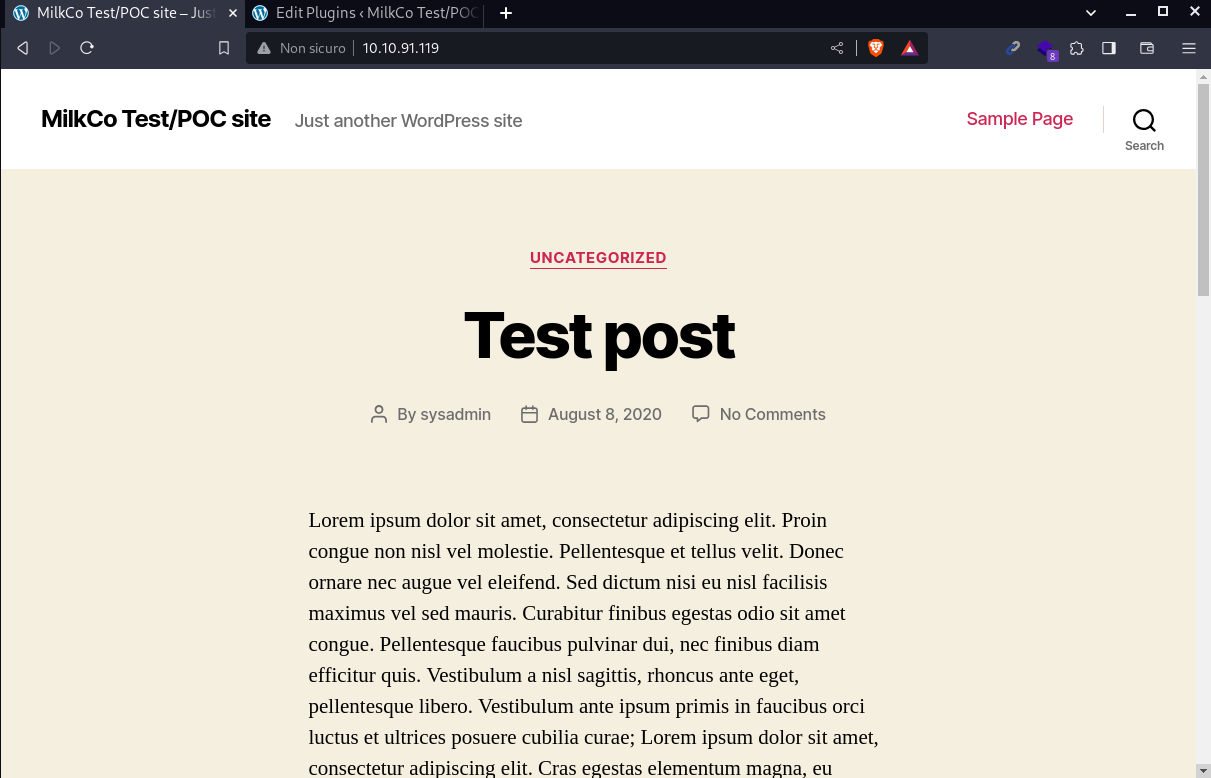 MilkCo Test/POC site – Just
Edit Plugins ‹ MilkCo Test/POC
Non sicuro
10.10.91.119
8
MilkCo Test/POC site
Just another WordPress site
Sample Page
Search
UNCATEGORIZED
Test post
By sysadmin
August 8, 2020
No Comments
Lorem ipsum dolor sit amet, consectetur adipiscing elit. Proin
congue non nisl vel molestie. Pellentesque et tellus velit. Donec
ornare nec augue vel eleifend. Sed dictum nisi eu nisl facilisis
maximus vel sed mauris. Curabitur finibus egestas odio sit amet
congue. Pellentesque faucibus pulvinar dui, nec finibus diam
efficitur quis. Vestibulum a nisl sagittis, rhoncus ante eget,
pellentesque libero. Vestibulum ante ipsum primis in faucibus orci
luctus et ultrices posuere cubilia curae; Lorem ipsum dolor sit amet,
consectetur adipiscing elit. Cras egestas elementum magna, eu